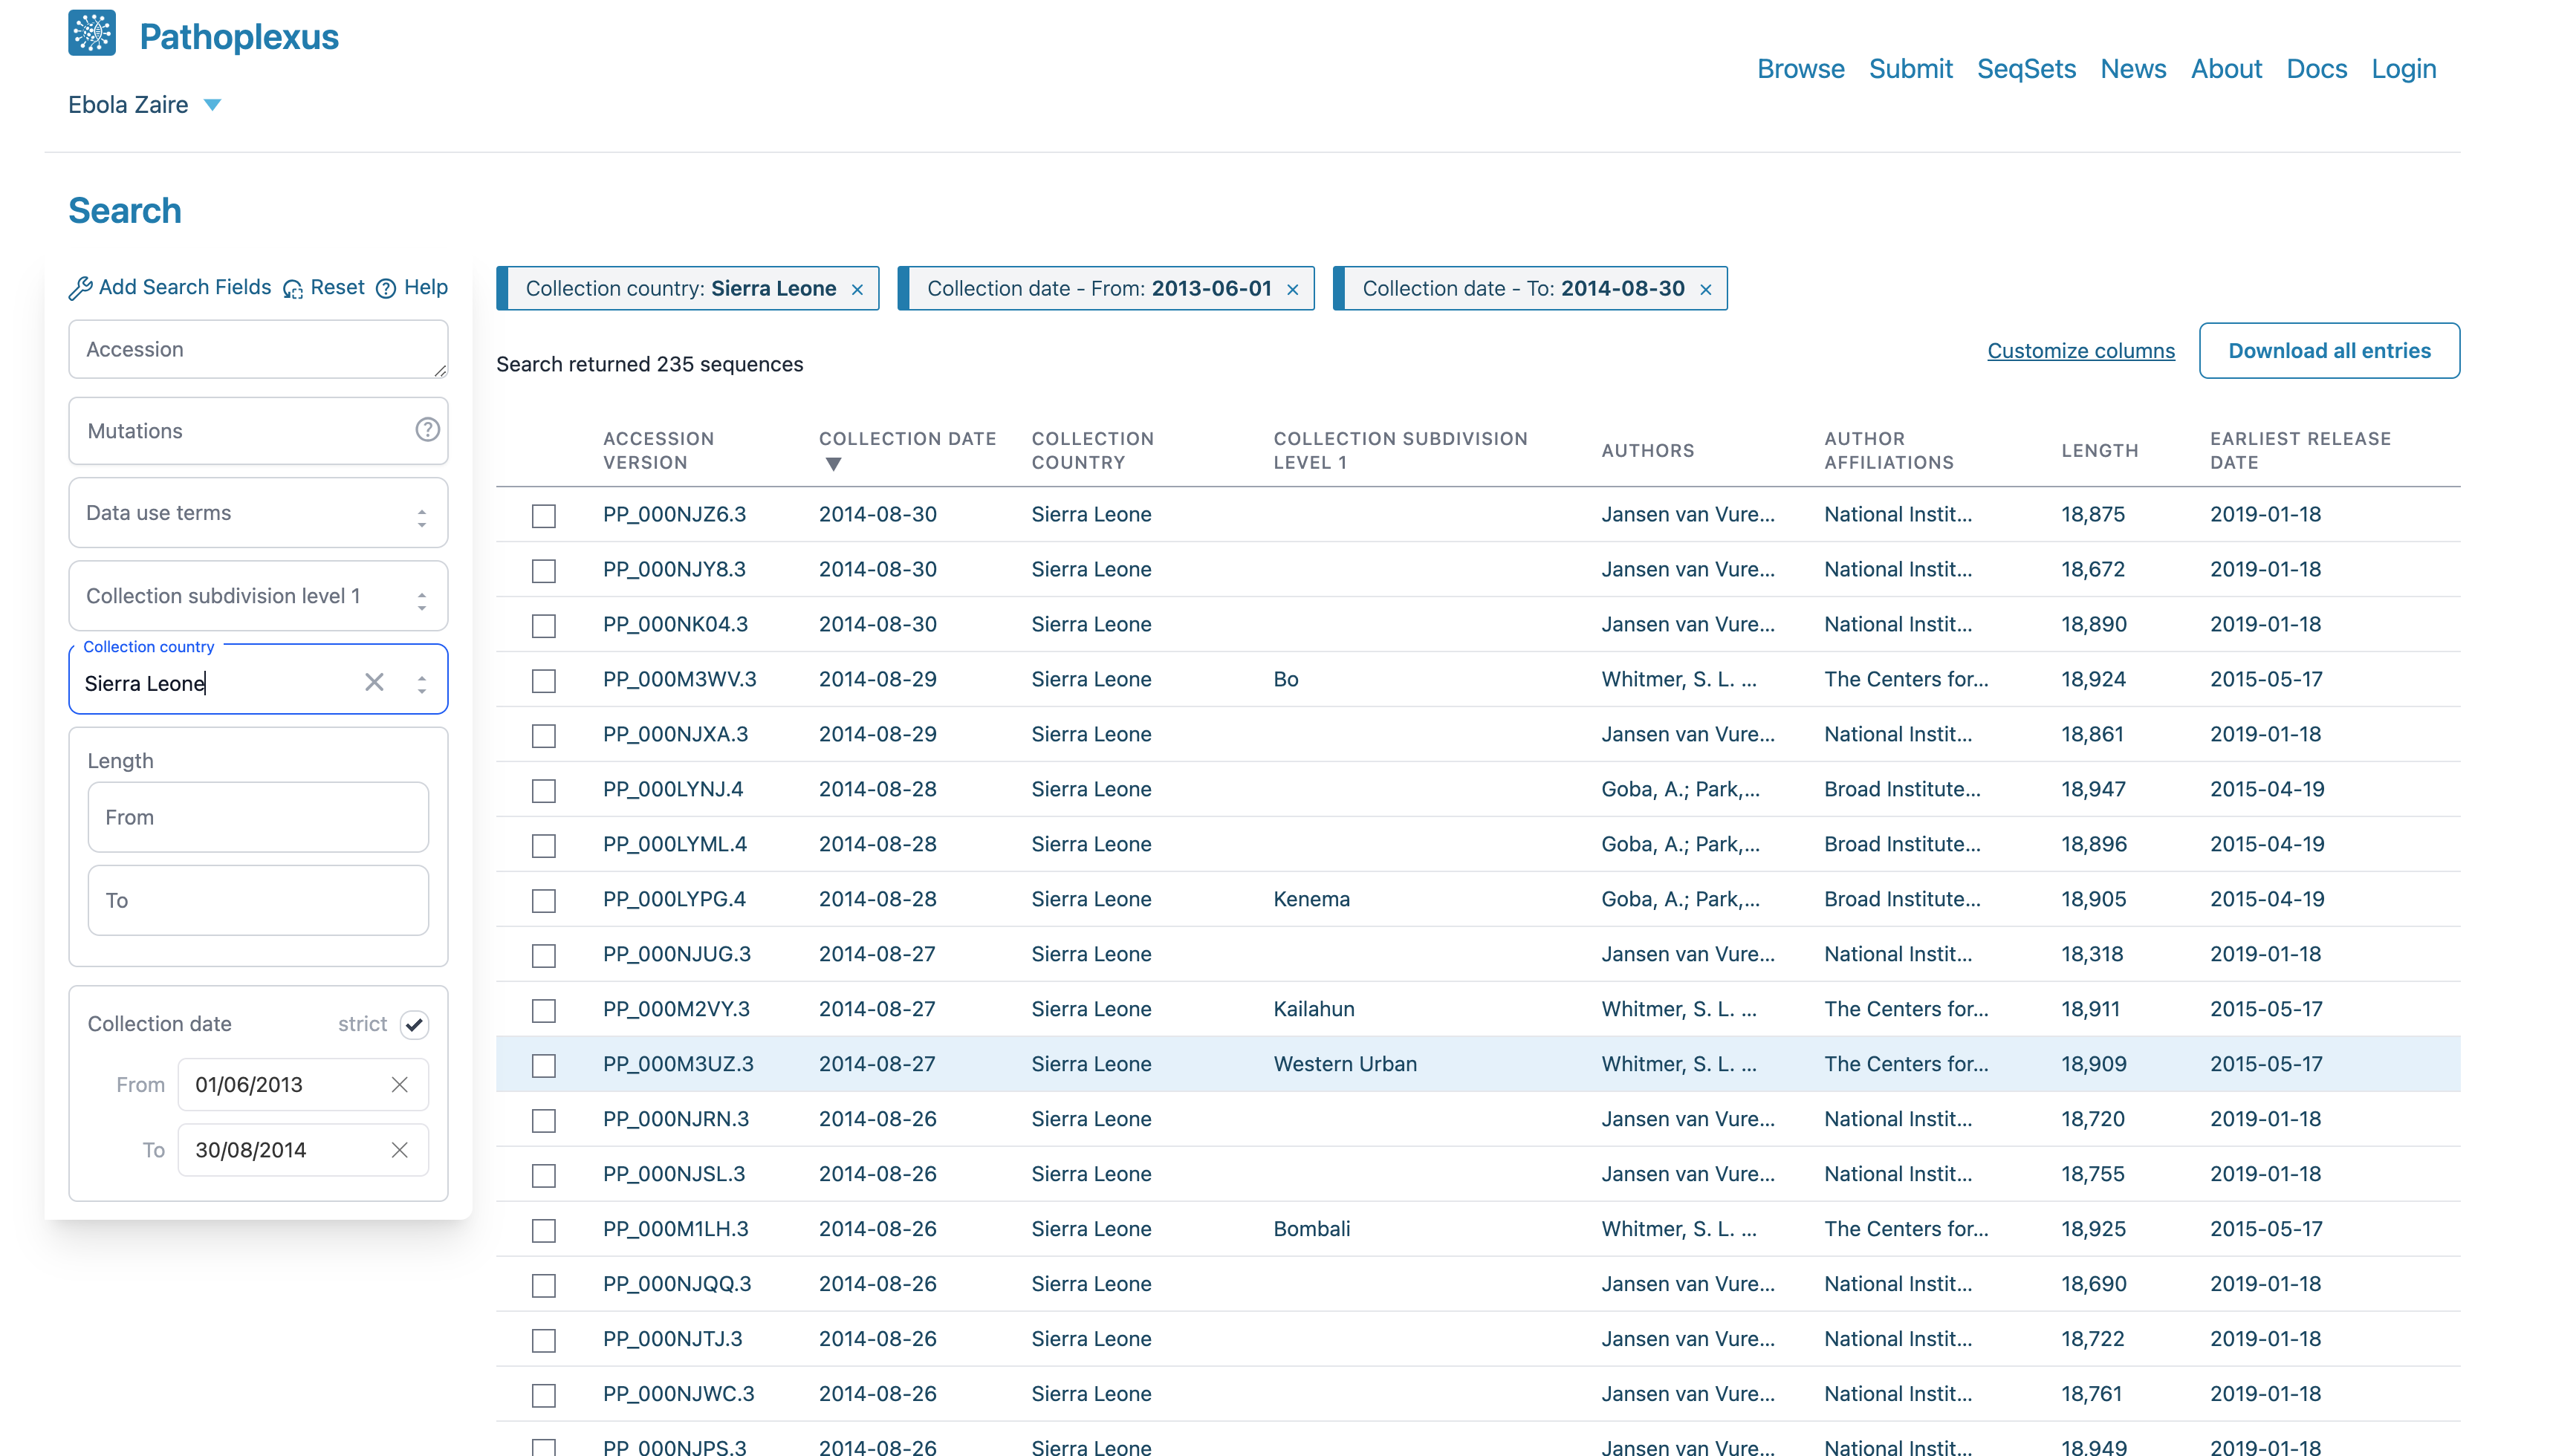 Pathoplexus
Browse Submit SeqSets News About Docs Login
Ebola Zaire
Search
Add Search Fields Reset Help
Accession
Mutations
Data use terms
Collection subdivision level 1
Collection country
Sierra Leone
Length
From
To
Collection date strict
From 01/06/2013
To 30/08/2014
Collection country: Sierra Leone × Collection date - From: 2013-06-01 × Collection date - To: 2014-08-30 ×
Search returned 235 sequences
Customize columns Download all entries
ACCESSION VERSION COLLECTION DATE ▼ COLLECTION COUNTRY COLLECTION SUBDIVISION LEVEL 1 AUTHORS AUTHOR AFFILIATIONS LENGTH EARLIEST RELEASE DATE
PP_000NJZ6.3 2014-08-30 Sierra Leone Jansen van Vure... National Instit... 18,875 2019-01-18
PP_000NJY8.3 2014-08-30 Sierra Leone Jansen van Vure... National Instit... 18,672 2019-01-18
PP_000NK04.3 2014-08-30 Sierra Leone Jansen van Vure... National Instit... 18,890 2019-01-18
PP_000M3WV.3 2014-08-29 Sierra Leone Bo Whitmer, S. L. ... The Centers for... 18,924 2015-05-17
PP_000NJXA.3 2014-08-29 Sierra Leone Jansen van Vure... National Instit... 18,861 2019-01-18
PP_000LYNJ.4 2014-08-28 Sierra Leone Goba, A.; Park,... Broad Institute... 18,947 2015-04-19
PP_000LYML.4 2014-08-28 Sierra Leone Goba, A.; Park,... Broad Institute... 18,896 2015-04-19
PP_000LYPG.4 2014-08-28 Sierra Leone Kenema Goba, A.; Park,... Broad Institute... 18,905 2015-04-19
PP_000NJUG.3 2014-08-27 Sierra Leone Jansen van Vure... National Instit... 18,318 2019-01-18
PP_000M2VY.3 2014-08-27 Sierra Leone Kailahun Whitmer, S. L. ... The Centers for... 18,911 2015-05-17
PP_000M3UZ.3 2014-08-27 Sierra Leone Western Urban Whitmer, S. L. ... The Centers for... 18,909 2015-05-17
PP_000NJRN.3 2014-08-26 Sierra Leone Jansen van Vure... National Instit... 18,720 2019-01-18
PP_000NJSL.3 2014-08-26 Sierra Leone Jansen van Vure... National Instit... 18,755 2019-01-18
PP_000M1LH.3 2014-08-26 Sierra Leone Bombali Whitmer, S. L. ... The Centers for... 18,925 2015-05-17
PP_000NJQQ.3 2014-08-26 Sierra Leone Jansen van Vure... National Instit... 18,690 2019-01-18
PP_000NJTJ.3 2014-08-26 Sierra Leone Jansen van Vure... National Instit... 18,722 2019-01-18
PP_000NJWC.3 2014-08-26 Sierra Leone Jansen van Vure... National Instit... 18,761 2019-01-18
PP_000NJPS.3 2014-08-26 Sierra Leone Jansen van Vure... National Instit... 18,949 2019-01-18